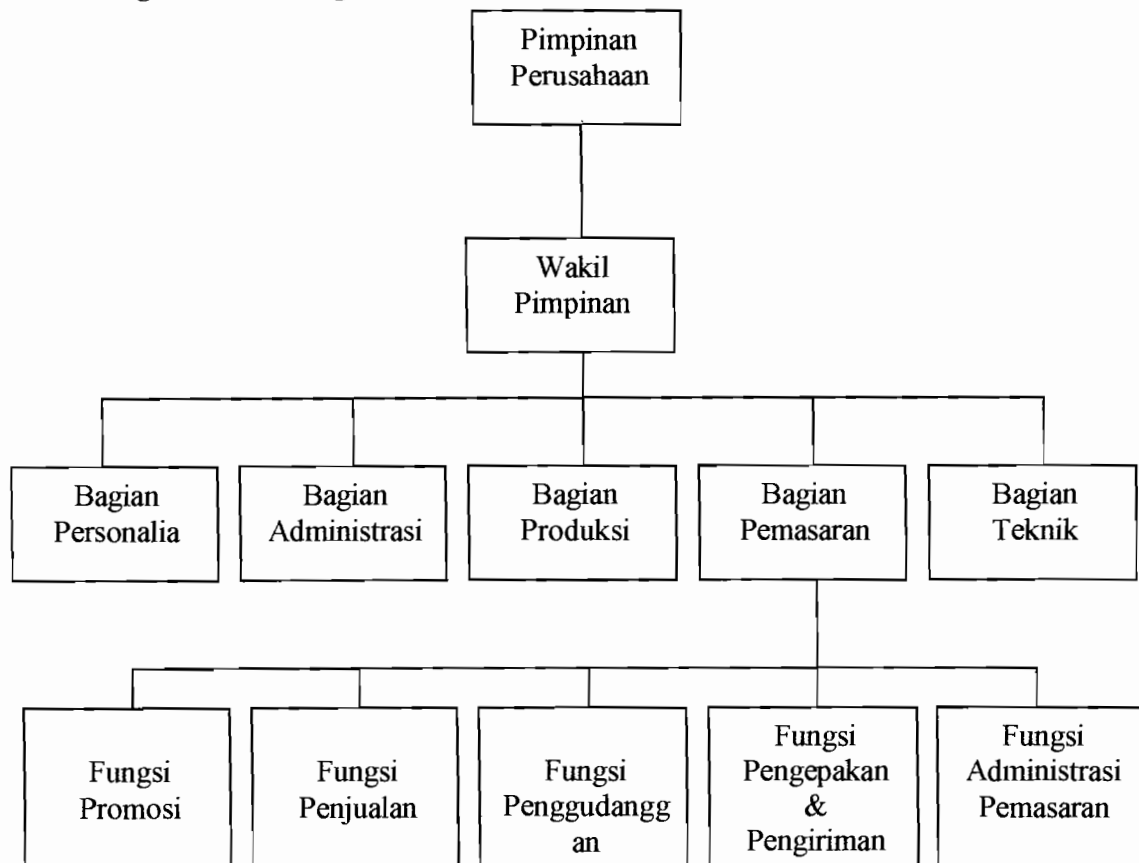 Pimpinan
Perusahaan
Wakil
Pimpinan
Bagian
Personalia
Bagian
Administrasi
Bagian
Produksi
Bagian
Pemasaran
Bagian
Teknik
Fungsi
Promosi
Fungsi
Penjualan
Fungsi
Penggudangg
an
Fungsi
Pengepakan
&
Pengiriman
Fungsi
Administrasi
Pemasaran